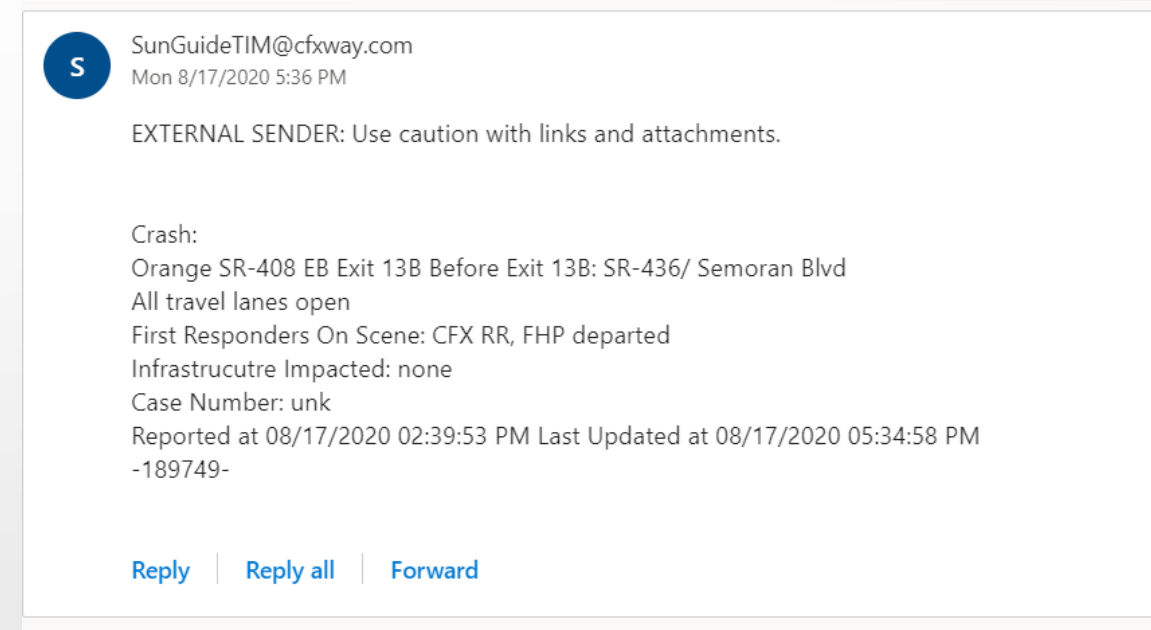 S
SunGuideTIM@cfxway.com
Mon 8/17/2020 5:36 PM
EXTERNAL SENDER: Use caution with links and attachments.
Crash:
Orange SR-408 EB Exit 13B Before Exit 13B: SR-436/ Semoran Blvd
All travel lanes open
First Responders On Scene: CFX RR, FHP departed
Infrastrucutre Impacted: none
Case Number: unk
Reported at 08/17/2020 02:39:53 PM Last Updated at 08/17/2020 05:34:58 PM
-189749-
Reply Reply all Forward